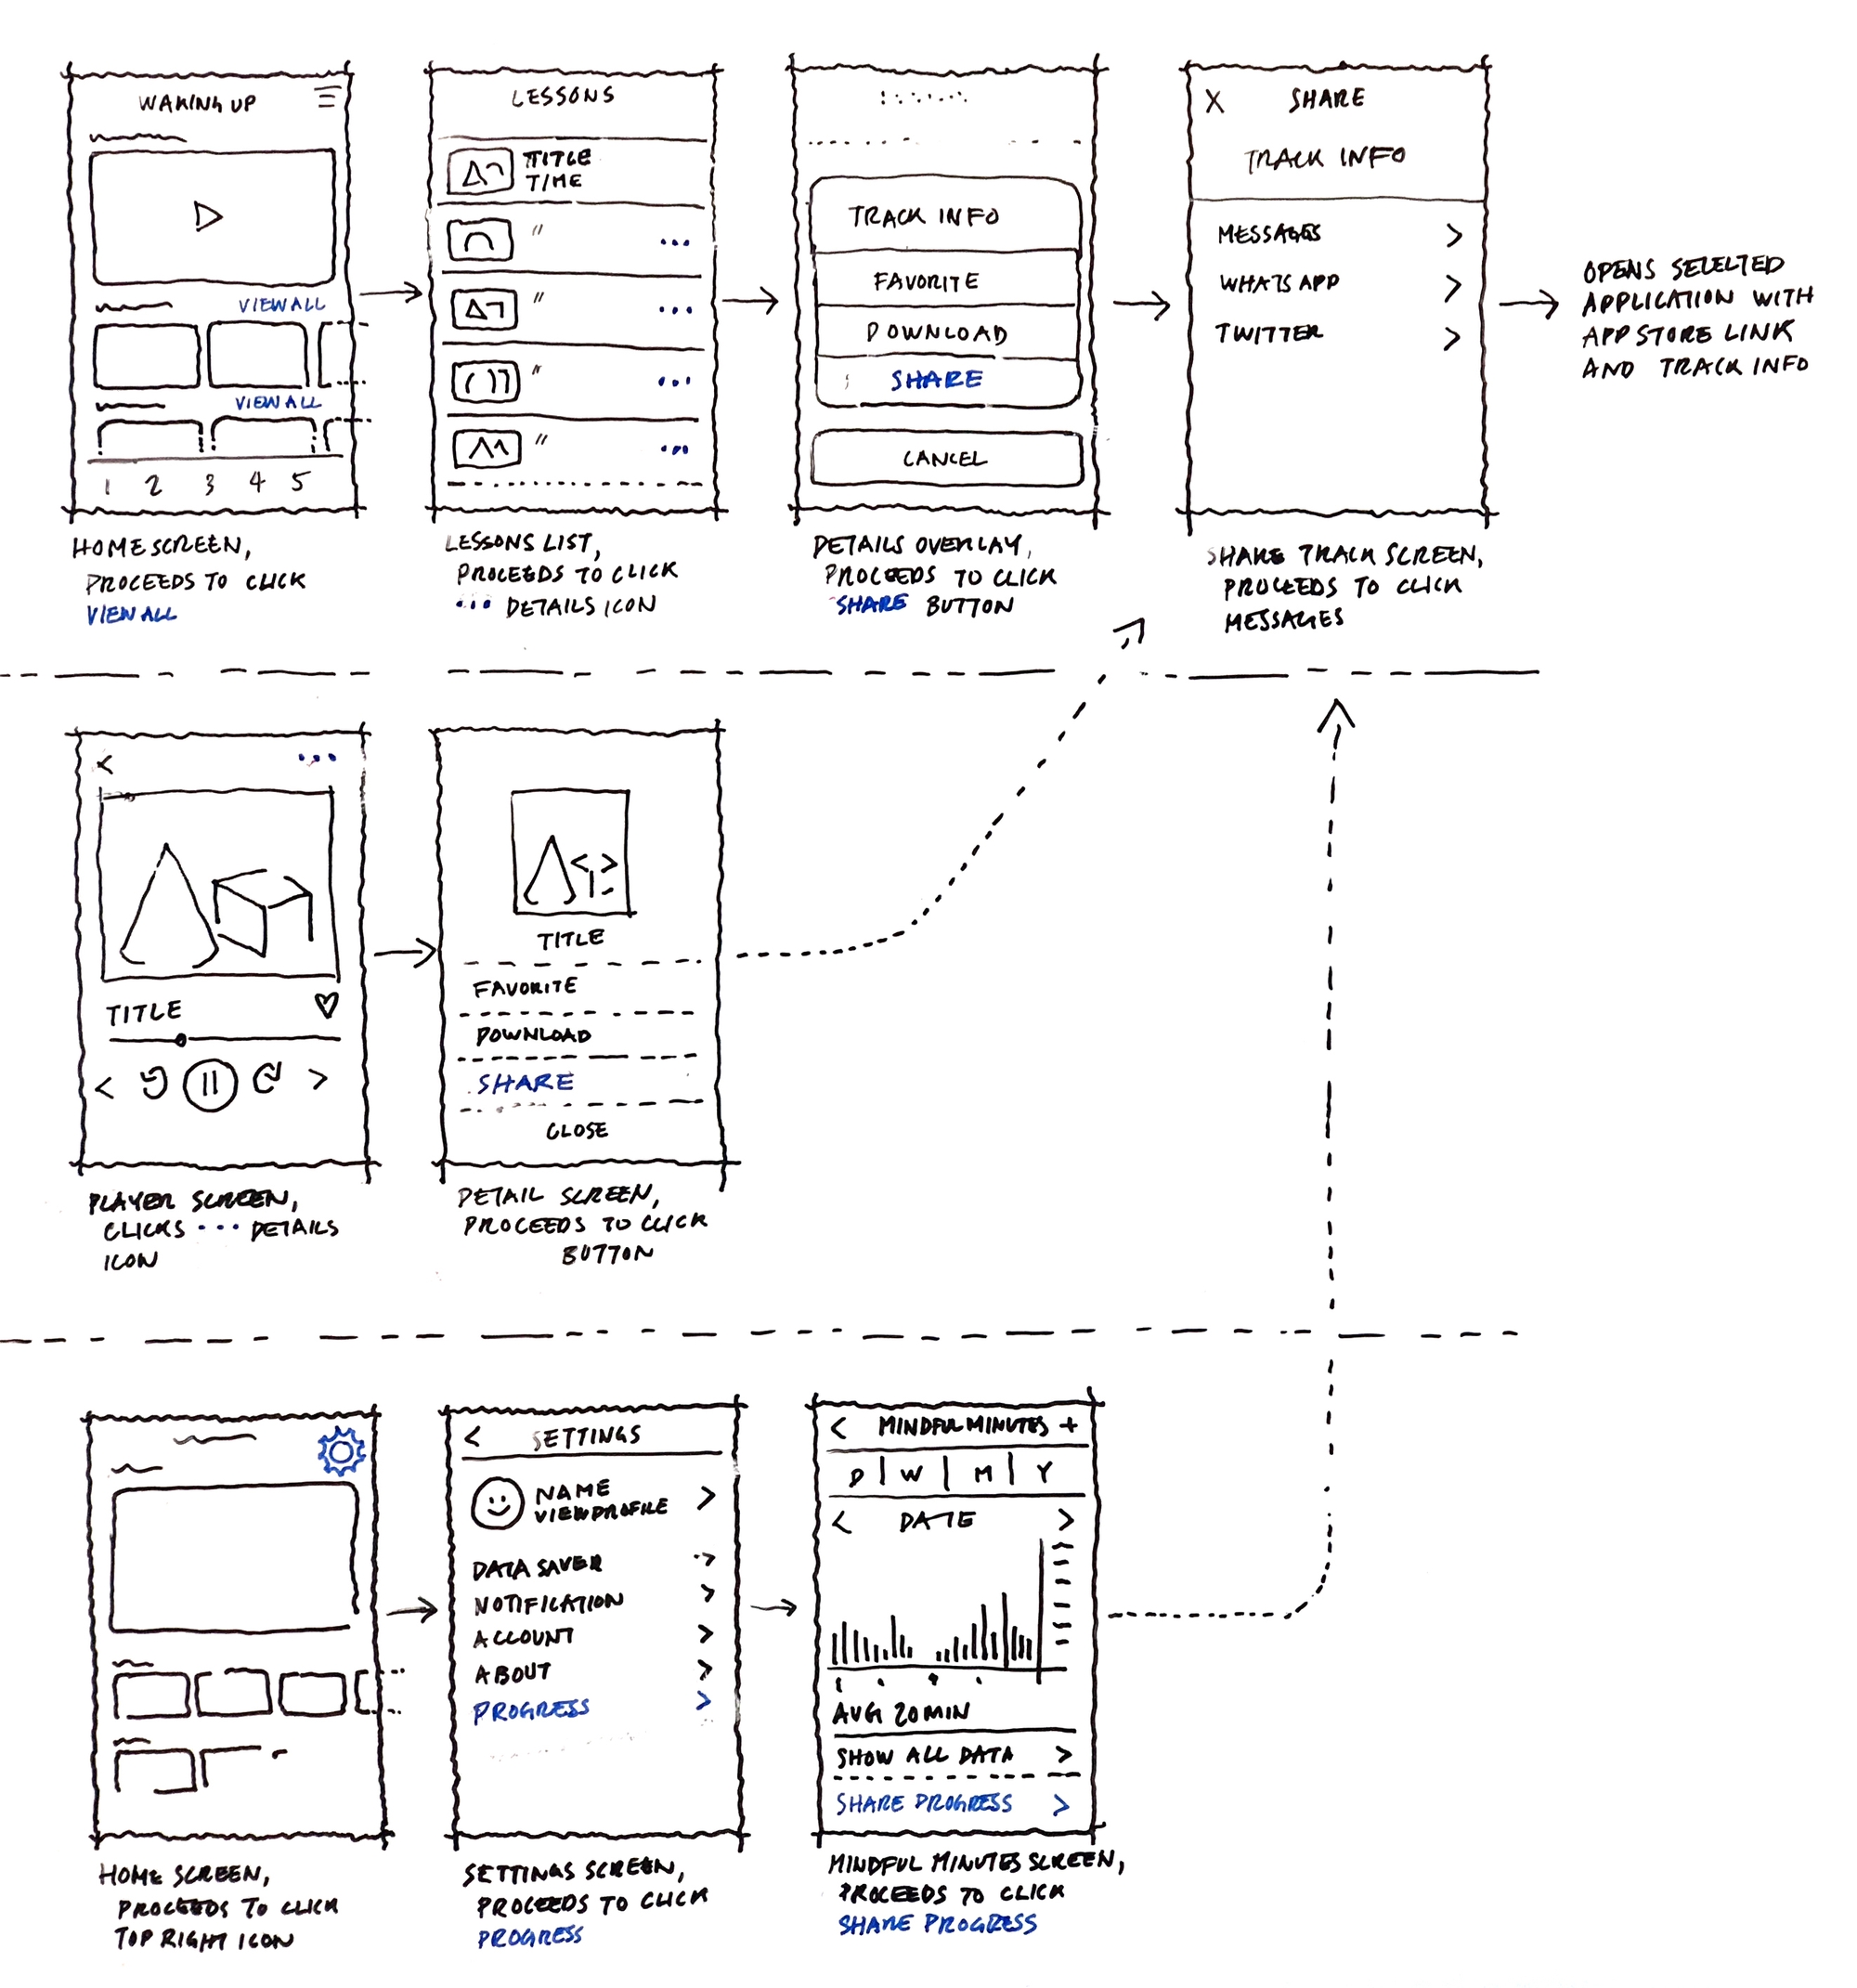 WAKING UP
VIEW ALL
VIEW ALL
1 2 3 4 5
HOME SCREEN,
PROCEEDS TO CLICK
VIEW ALL
LESSONS
TITLE
TIME
"
"
"
"
LESSONS LIST,
PROCEEDS TO CLICK
••• DETAILS ICON
TRACK INFO
FAVORITE
DOWNLOAD
SHARE
CANCEL
DETAILS OVERLAY,
PROCEEDS TO CLICK
SHARE BUTTON
X SHARE
TRACK INFO
MESSAGES >
WHATSAPP >
TWITTER >
SHARE TRACK SCREEN,
PROCEEDS TO CLICK
MESSAGES
OPENS SELECTED
APPLICATION WITH
APP STORE LINK
AND TRACK INFO
< •••
TITLE
< >
PLAYER SCREEN,
CLICKS ••• DETAILS
ICON
TITLE
FAVORITE
DOWNLOAD
SHARE
CLOSE
DETAIL SCREEN,
PROCEEDS TO CLICK
BUTTON
HOME SCREEN,
PROCEEDS TO CLICK
TOP RIGHT ICON
< SETTINGS
NAME
VIEW PROFILE >
DATA SAVER >
NOTIFICATION >
ACCOUNT >
ABOUT >
PROGRESS >
SETTINGS SCREEN,
PROCEEDS TO CLICK
PROGRESS
< MINDFUL MINUTES +
D | W | M | Y
< DATE >
AVG 20 MIN
SHOW ALL DATA >
SHARE PROGRESS >
MINDFUL MINUTES SCREEN,
PROCEEDS TO CLICK
SHARE PROGRESS